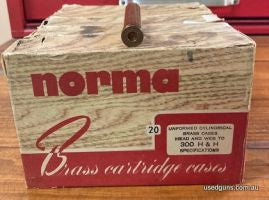 norma
20
UNFORMED CYLINDRICAL
BRASS CASES
HEAD AND WEB TO
300 H & H
SPECIFICATIONS
Brass cartridge cases
usedguns.com.au